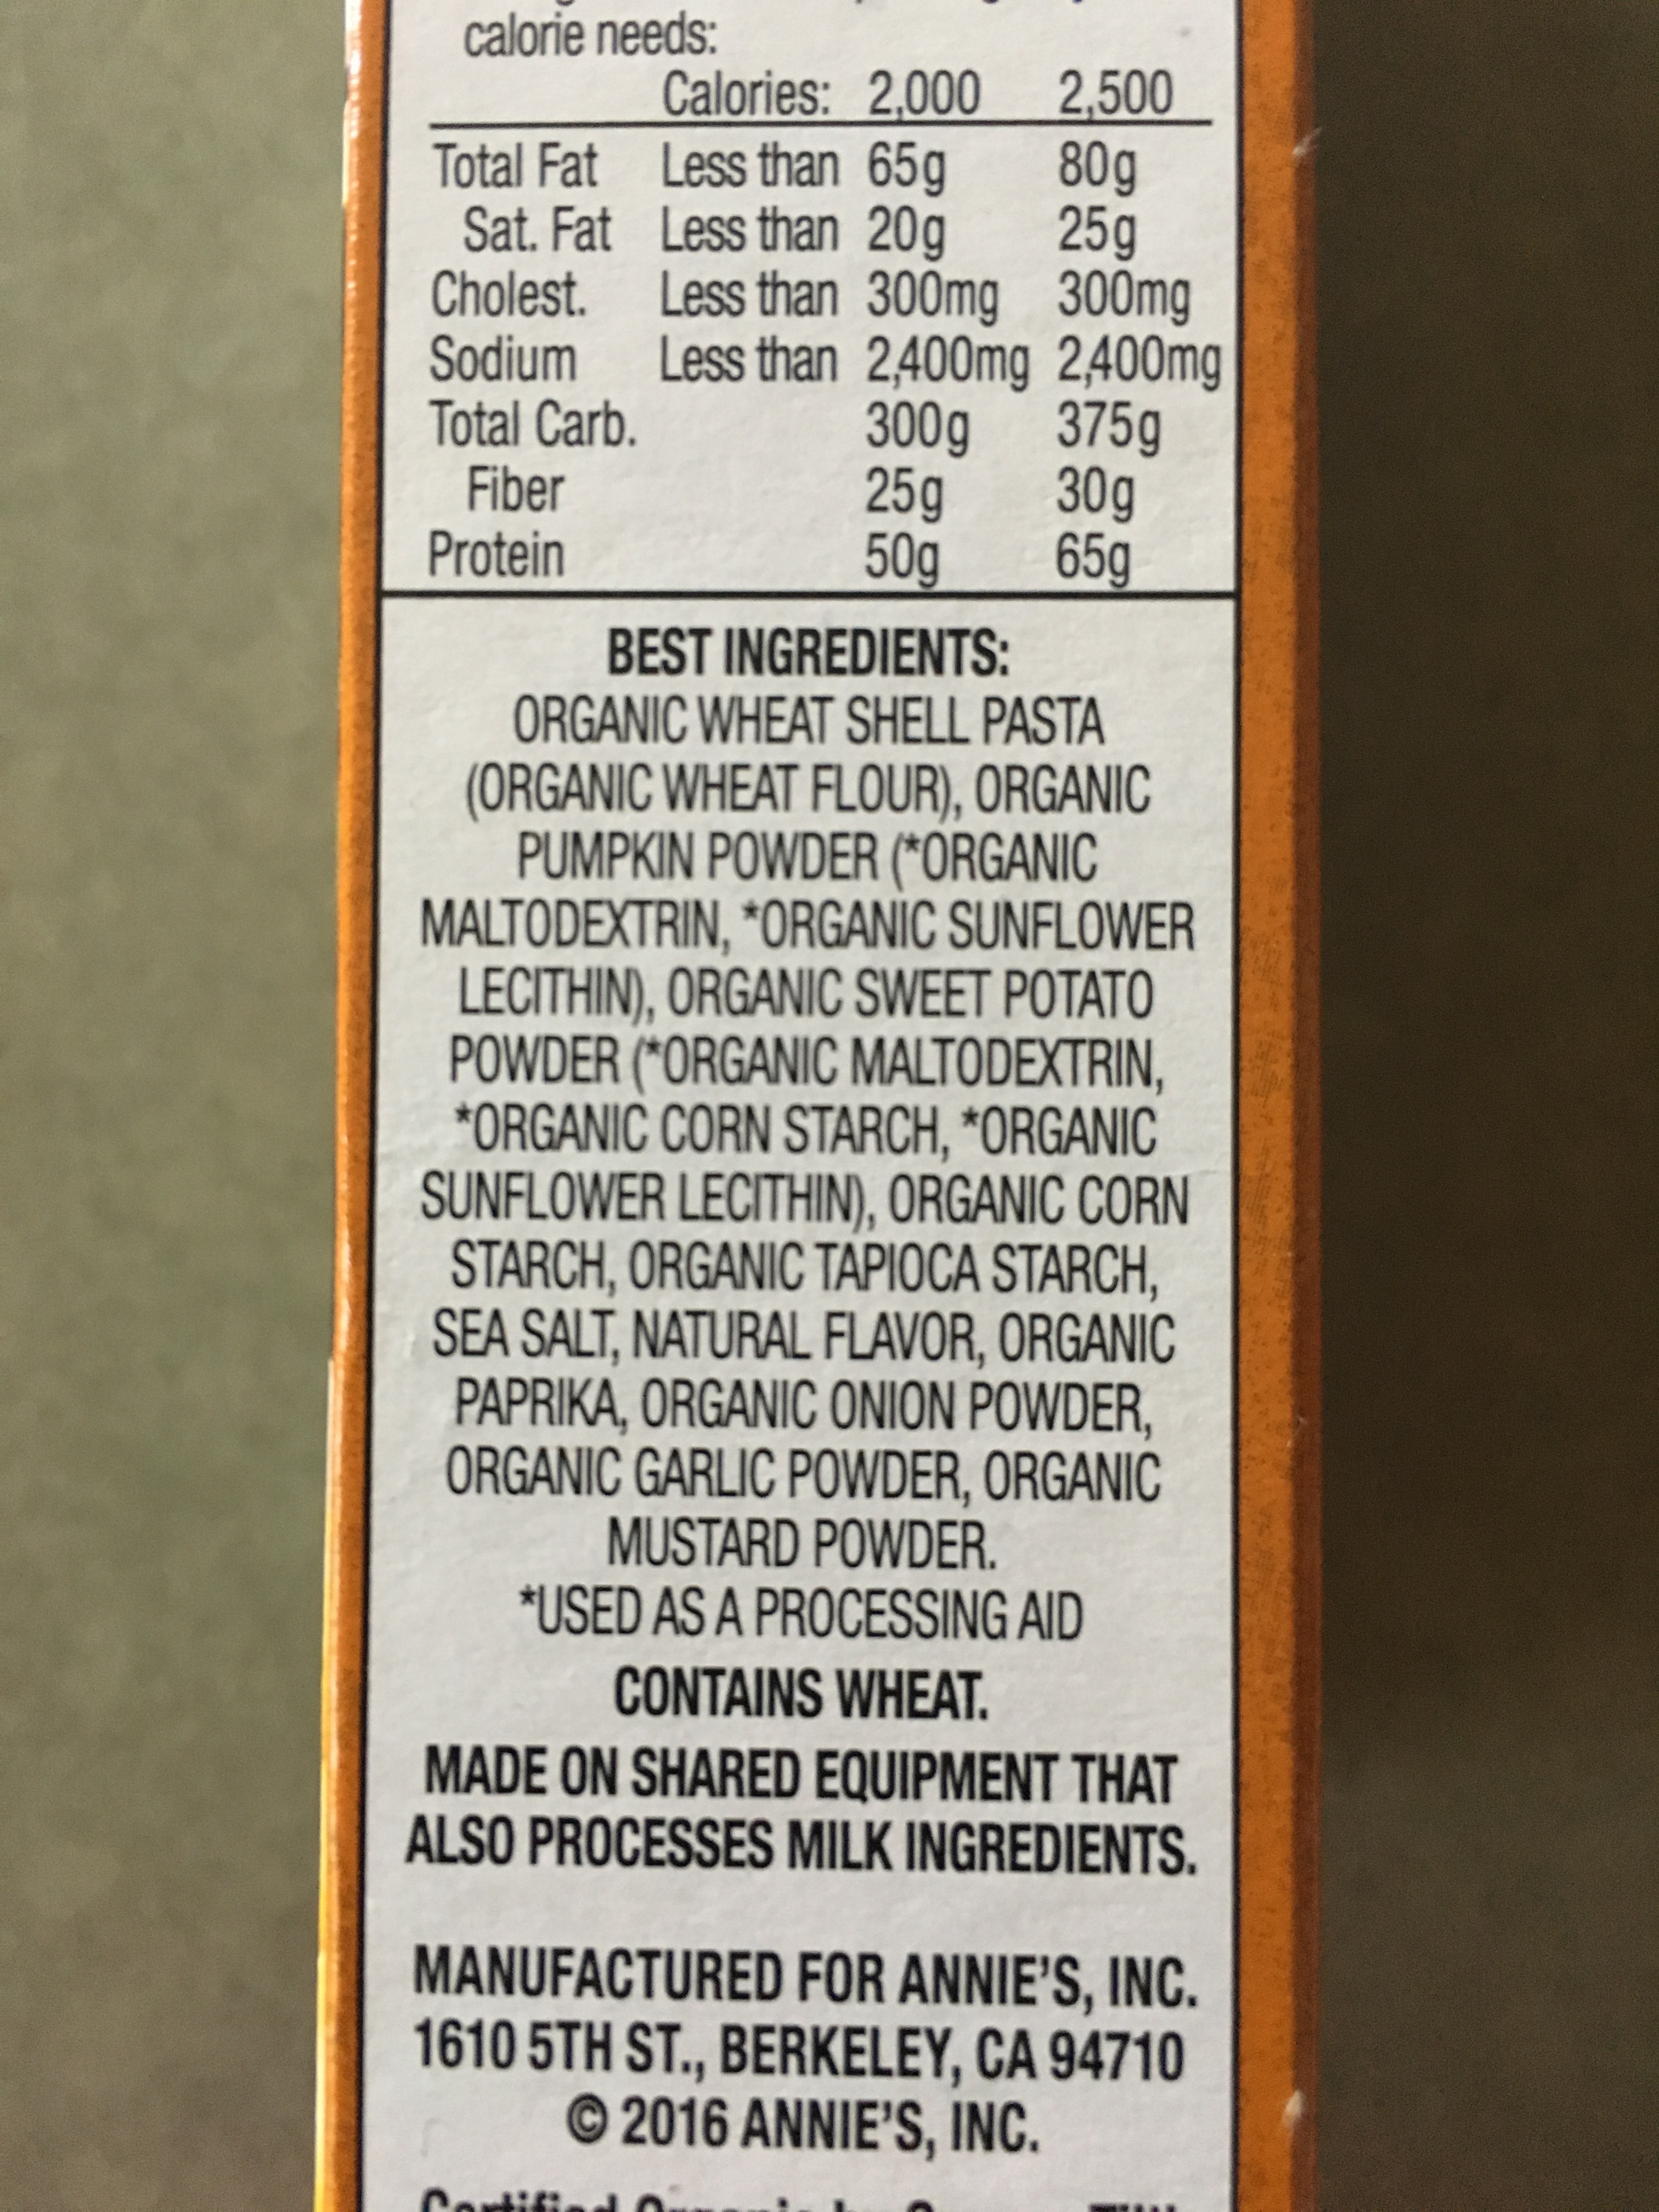 calorie needs:
Calories: 2,000 2,500
Total Fat Less than 65g 80g
Sat. Fat Less than 20g 25g
Cholest. Less than 300mg 300mg
Sodium Less than 2,400mg 2,400mg
Total Carb. 300g 375g
Fiber 25g 30g
Protein 50g 65g
BEST INGREDIENTS:
ORGANIC WHEAT SHELL PASTA
(ORGANIC WHEAT FLOUR), ORGANIC
PUMPKIN POWDER (*ORGANIC
MALTODEXTRIN, *ORGANIC SUNFLOWER
LECITHIN), ORGANIC SWEET POTATO
POWDER (*ORGANIC MALTODEXTRIN,
*ORGANIC CORN STARCH, *ORGANIC
SUNFLOWER LECITHIN), ORGANIC CORN
STARCH, ORGANIC TAPIOCA STARCH,
SEA SALT, NATURAL FLAVOR, ORGANIC
PAPRIKA, ORGANIC ONION POWDER,
ORGANIC GARLIC POWDER, ORGANIC
MUSTARD POWDER.
*USED AS A PROCESSING AID
CONTAINS WHEAT.
MADE ON SHARED EQUIPMENT THAT
ALSO PROCESSES MILK INGREDIENTS.
MANUFACTURED FOR ANNIE'S, INC.
1610 5TH ST., BERKELEY, CA 94710
© 2016 ANNIE'S, INC.
Certified Organic by